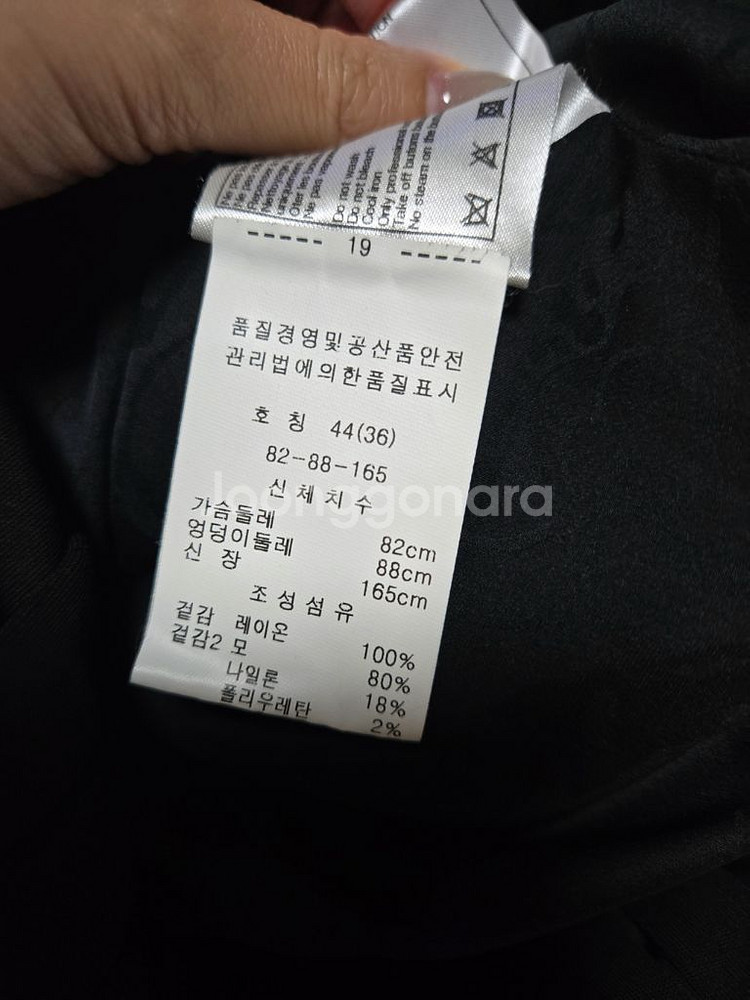 Do not wash
Do not bleach
Cool iron
Only professional
Take off buttons
No steam on the
----- 19 -----
품질경영및공산품안전
관리법에의한품질표시
호 칭 44(36)
82-88-165
신체치수
가슴둘레 82cm
엉덩이둘레 88cm
신 장 165cm
조성섬유
겉감 레이온 100%
겉감2 모 80%
나일론 18%
폴리우레탄 2%
joonggonara